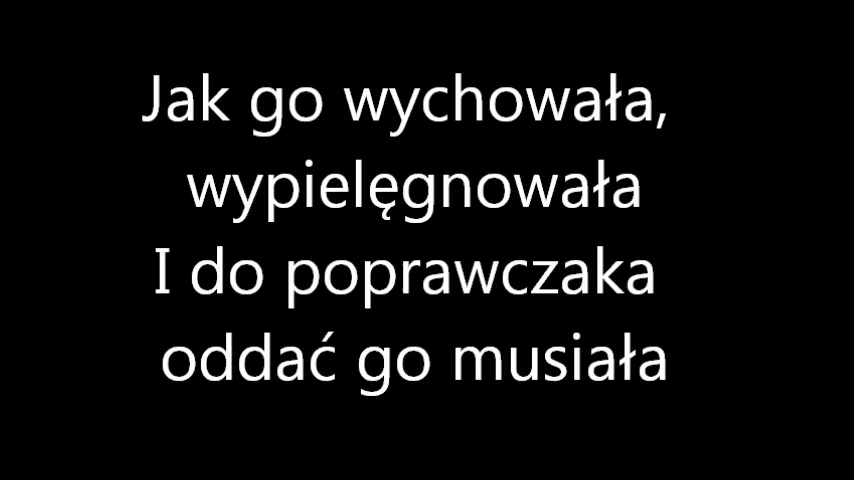 Jak go wychowała,
wypielęgnowała
I do poprawczaka
oddać go musiała